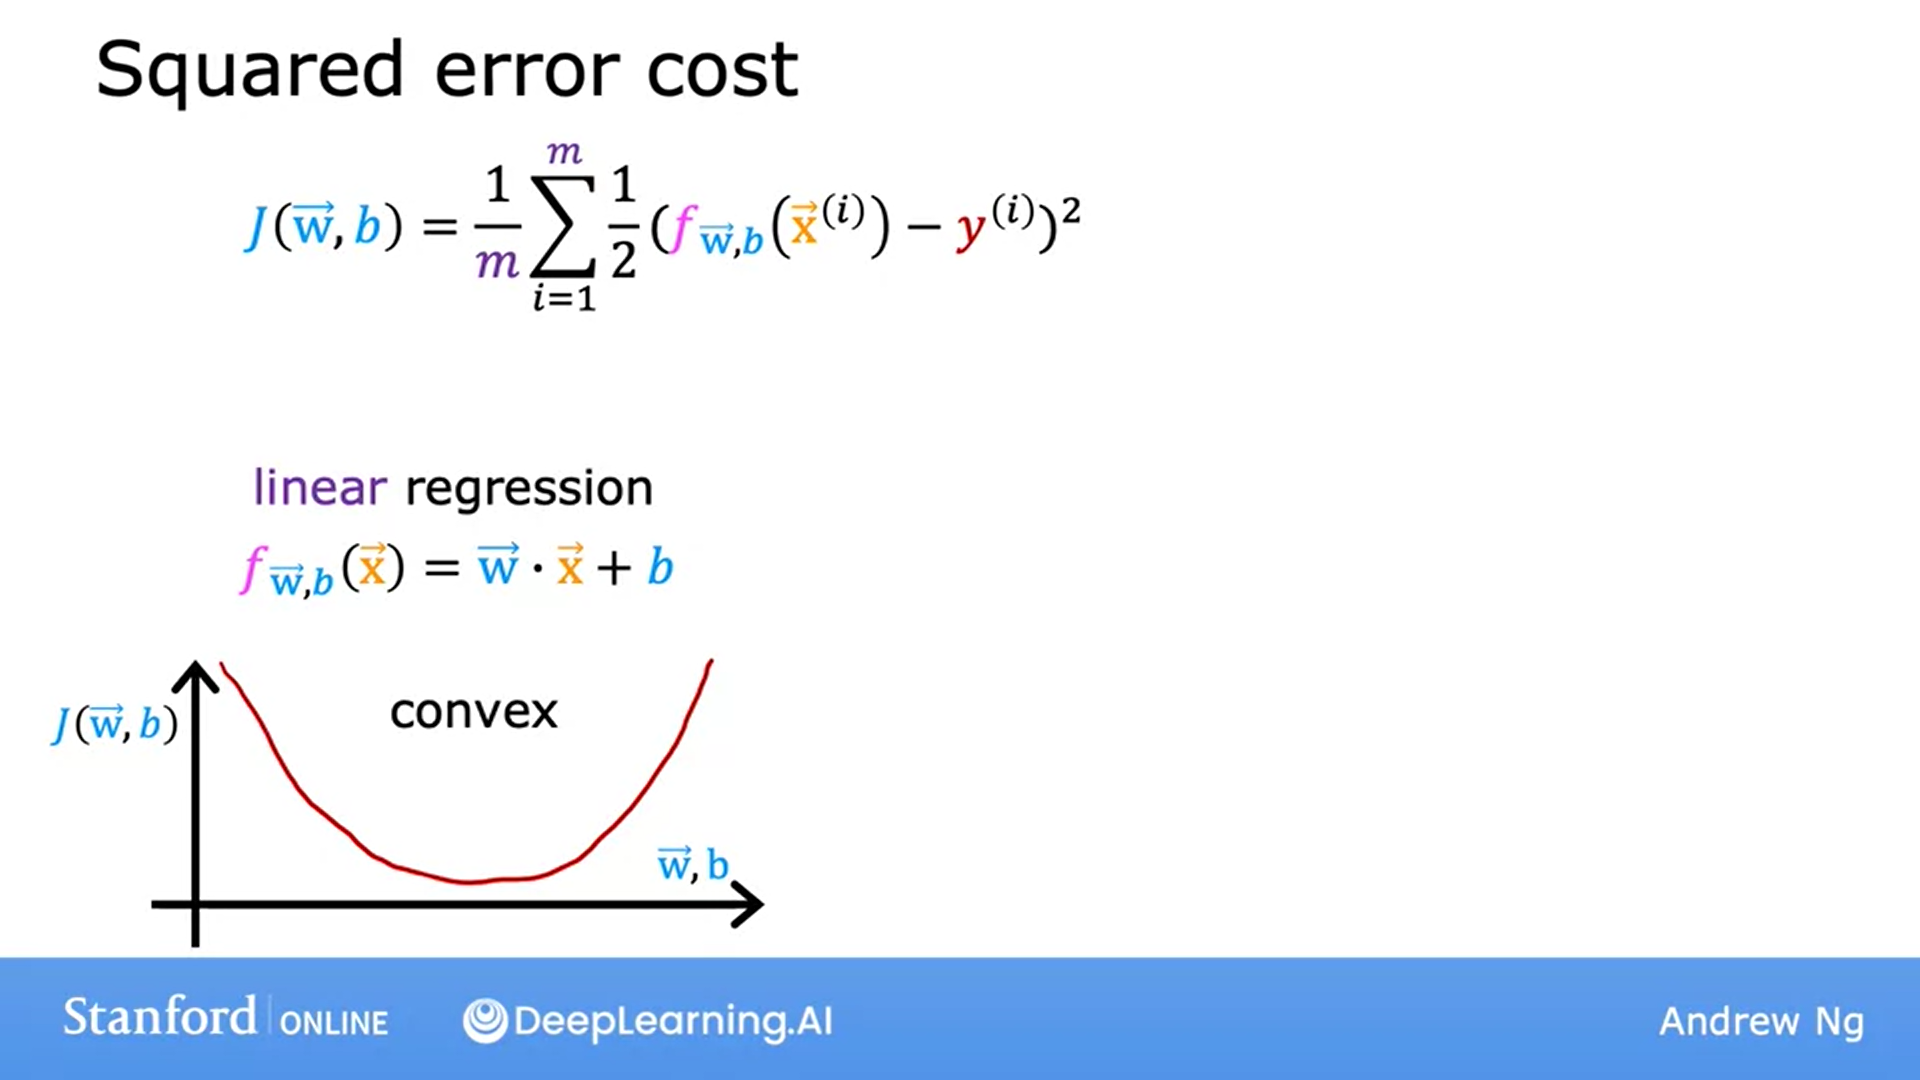 Squared error cost
J(w⃗, b) = 1/m ∑_{i=1}^{m} 1/2 (f_{w⃗,b}(x⃗^{(i)}) − y^{(i)})²
linear regression
f_{w⃗,b}(x⃗) = w⃗ · x⃗ + b
J(w⃗, b)
convex
w⃗, b
Stanford ONLINE DeepLearning.AI Andrew Ng